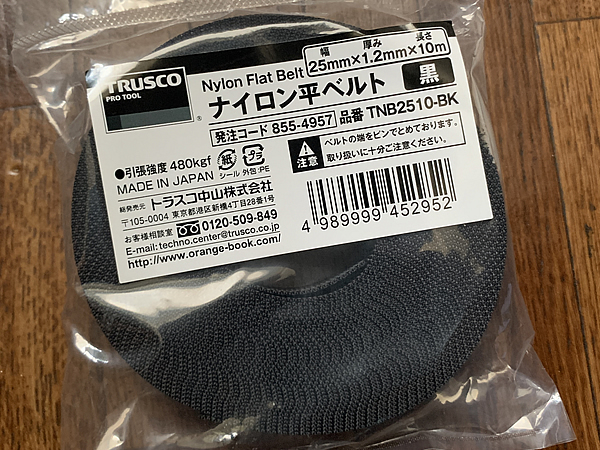 TRUSCO
PRO TOOL
®
Nylon Flat Belt
幅 厚み 長さ
25mm×1.2mm×10m
ナイロン平ベルト 黒
発注コード 855-4957 品番 TNB2510-BK
●引張強度 480kgf
MADE IN JAPAN
紙 プラ
シール 外包:PE
注意
ベルトの端をピンでとめております。
取り扱いに十分ご注意ください。
総発売元 トラスコ中山株式会社
〒105-0004 東京都港区新橋4丁目28番1号
お客様相談室 0120-509-849
E-mail:techno.center@trusco.co.jp
http://www.orange-book.com/
4 989999 452952